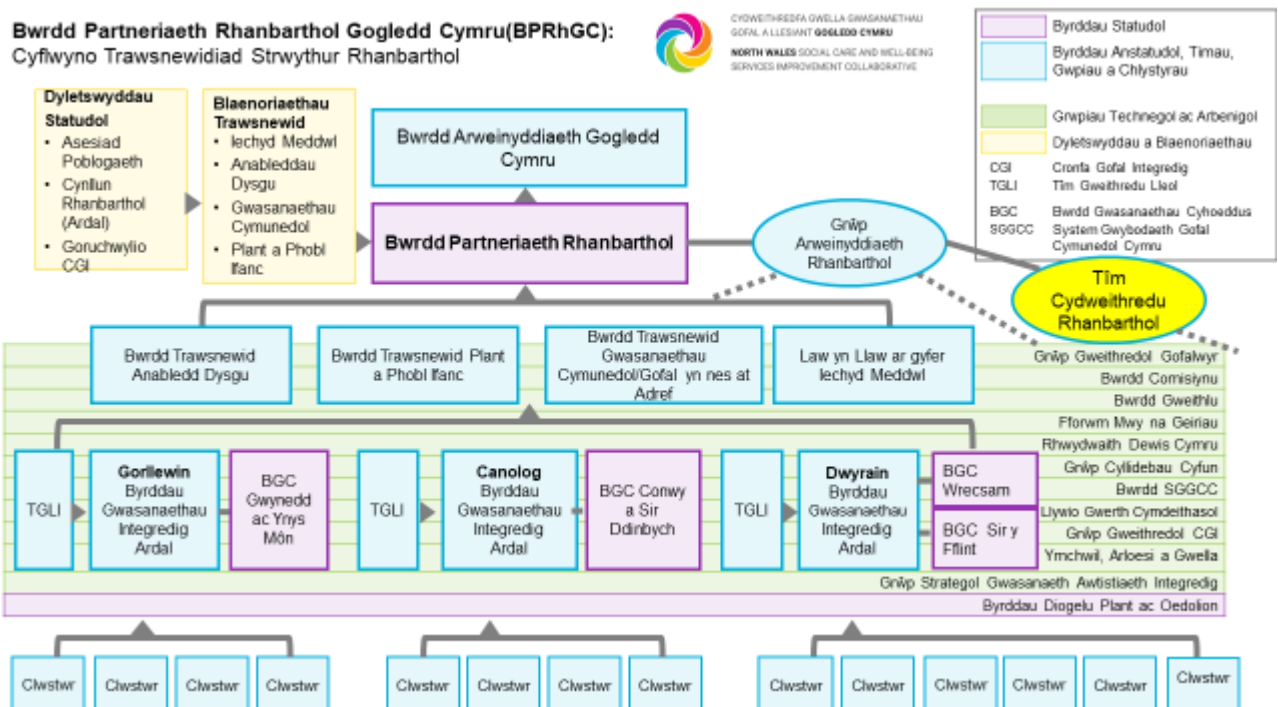 Bwrdd Partneriaeth Rhanbarthol Gogledd Cymru(BPRhGC):
Cyflwyno Trawsnewidiad Strwythur Rhanbarthol
CYDWEITHREDFA GWELLA GWASANAETHAU
GOFAL A LLESIANT GOGLEDD CYMRU
NORTH WALES SOCIAL CARE AND WELL-BEING
SERVICES IMPROVEMENT COLLABORATIVE
Byrddau Statudol
Byrddau Anstatudol, Timau,
Gwpiau a Chlystyrau
Grwpiau Technegol ac Arbenigol
Dyletswyddau a Blaenoriaethau
CGI Cronfa Gofal Integredig
TGLI Tîm Gweithredu Lleol
BGC Bwrdd Gwasanaethau Cyhoeddus
SGGCC System Gwybodaeth Gofal
Cymunedol Cymru
Dyletswyddau
Statudol
• Asesiad
Poblogaeth
• Cynllun
Rhanbarthol
(Ardal)
• Goruchwylio
CGI
Blaenoriaethau
Trawsnewid
• Iechyd Meddwl
• Anableddau
Dysgu
• Gwasanaethau
Cymunedol
• Plant a Phobl
Ifanc
Bwrdd Arweinyddiaeth Gogledd
Cymru
Bwrdd Partneriaeth Rhanbarthol
Grŵp
Arweinyddiaeth
Rhanbarthol
Tîm
Cydweithredu
Rhanbarthol
Bwrdd Trawsnewid
Anabledd Dysgu
Bwrdd Trawsnewid Plant
a Phobl Ifanc
Bwrdd Trawsnewid
Gwasanaethau
Cymunedol/Gofal yn nes at
Adref
Law yn Llaw ar gyfer
Iechyd Meddwl
Grŵp Gweithredol Gofalwyr
Bwrdd Comisiynu
Bwrdd Gweithlu
Fforwm Mwy na Geiriau
Rhwydwaith Dewis Cymru
Grŵp Cyllidebau Cyfun
Bwrdd SGGCC
Llywio Gwerth Cymdeithasol
Grŵp Gweithredol CGI
Ymchwil, Arloesi a Gwella
Grŵp Strategol Gwasanaeth Awtistiaeth Integredig
Byrddau Diogelu Plant ac Oedolion
TGLI
Gorllewin
Byrddau
Gwasanaethau
Integredig
Ardal
BGC
Gwynedd
ac Ynys
Môn
TGLI
Canolog
Byrddau
Gwasanaethau
Integredig
Ardal
BGC Conwy
a Sir
Ddinbych
TGLI
Dwyrain
Byrddau
Gwasanaethau
Integredig
Ardal
BGC
Wrecsam
BGC Sir y
Fflint
Clwstwr
Clwstwr
Clwstwr
Clwstwr
Clwstwr
Clwstwr
Clwstwr
Clwstwr
Clwstwr
Clwstwr
Clwstwr
Clwstwr
Clwstwr
Clwstwr